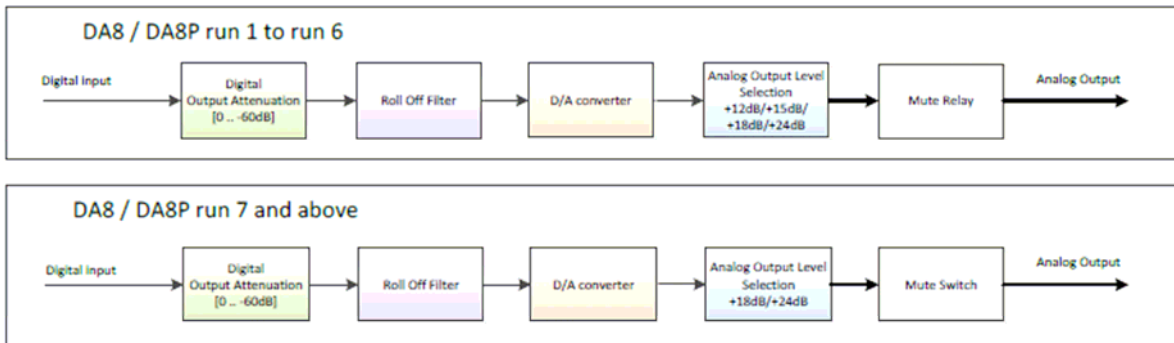 DA8 / DA8P run 1 to run 6
Digital Input
Digital
Output Attenuation
[0 .. -60dB]
Roll Off Filter
D/A converter
Analog Output Level
Selection
+12dB/+15dB/
+18dB/+24dB
Mute Relay
Analog Output
DA8 / DA8P run 7 and above
Digital Input
Digital
Output Attenuation
[0 .. -60dB]
Roll Off Filter
D/A converter
Analog Output Level
Selection
+18dB/+24dB
Mute Switch
Analog Output